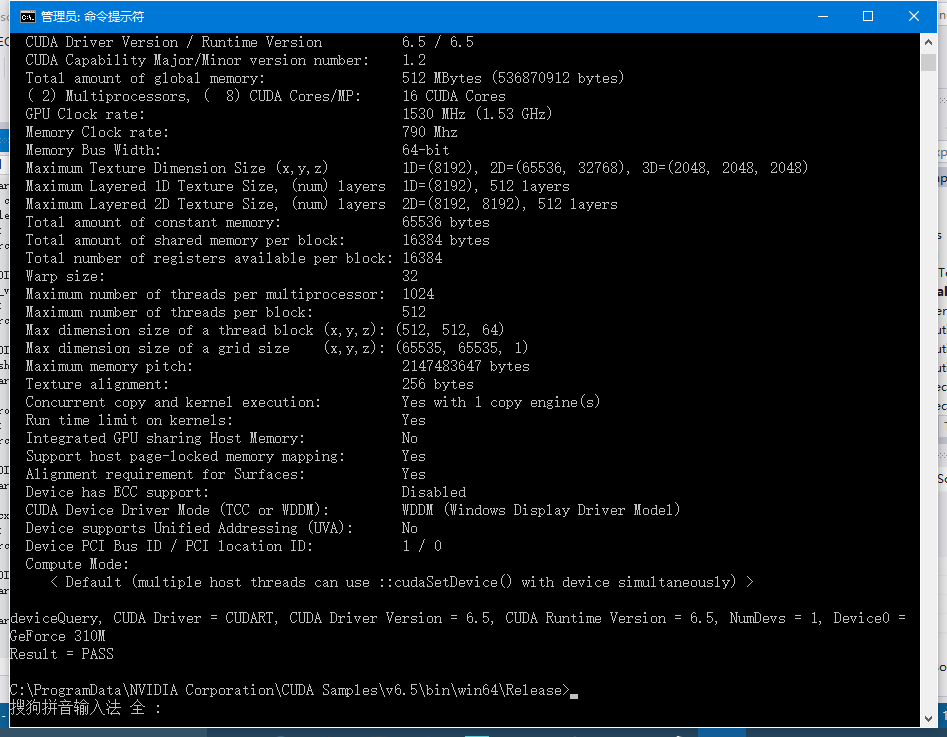 管理员: 命令提示符
CUDA Driver Version / Runtime Version 6.5 / 6.5
CUDA Capability Major/Minor version number: 1.2
Total amount of global memory: 512 MBytes (536870912 bytes)
( 2) Multiprocessors, ( 8) CUDA Cores/MP: 16 CUDA Cores
GPU Clock rate: 1530 MHz (1.53 GHz)
Memory Clock rate: 790 Mhz
Memory Bus Width: 64-bit
Maximum Texture Dimension Size (x,y,z) 1D=(8192), 2D=(65536, 32768), 3D=(2048, 2048, 2048)
Maximum Layered 1D Texture Size, (num) layers 1D=(8192), 512 layers
Maximum Layered 2D Texture Size, (num) layers 2D=(8192, 8192), 512 layers
Total amount of constant memory: 65536 bytes
Total amount of shared memory per block: 16384 bytes
Total number of registers available per block: 16384
Warp size: 32
Maximum number of threads per multiprocessor: 1024
Maximum number of threads per block: 512
Max dimension size of a thread block (x,y,z): (512, 512, 64)
Max dimension size of a grid size (x,y,z): (65535, 65535, 1)
Maximum memory pitch: 2147483647 bytes
Texture alignment: 256 bytes
Concurrent copy and kernel execution: Yes with 1 copy engine(s)
Run time limit on kernels: Yes
Integrated GPU sharing Host Memory: No
Support host page-locked memory mapping: Yes
Alignment requirement for Surfaces: Yes
Device has ECC support: Disabled
CUDA Device Driver Mode (TCC or WDDM): WDDM (Windows Display Driver Model)
Device supports Unified Addressing (UVA): No
Device PCI Bus ID / PCI location ID: 1 / 0
Compute Mode:
< Default (multiple host threads can use ::cudaSetDevice() with device simultaneously) >
deviceQuery, CUDA Driver = CUDART, CUDA Driver Version = 6.5, CUDA Runtime Version = 6.5, NumDevs = 1, Device0 =
GeForce 310M
Result = PASS
C:\ProgramData\NVIDIA Corporation\CUDA Samples\v6.5\bin\win64\Release>
搜狗拼音输入法 全 :